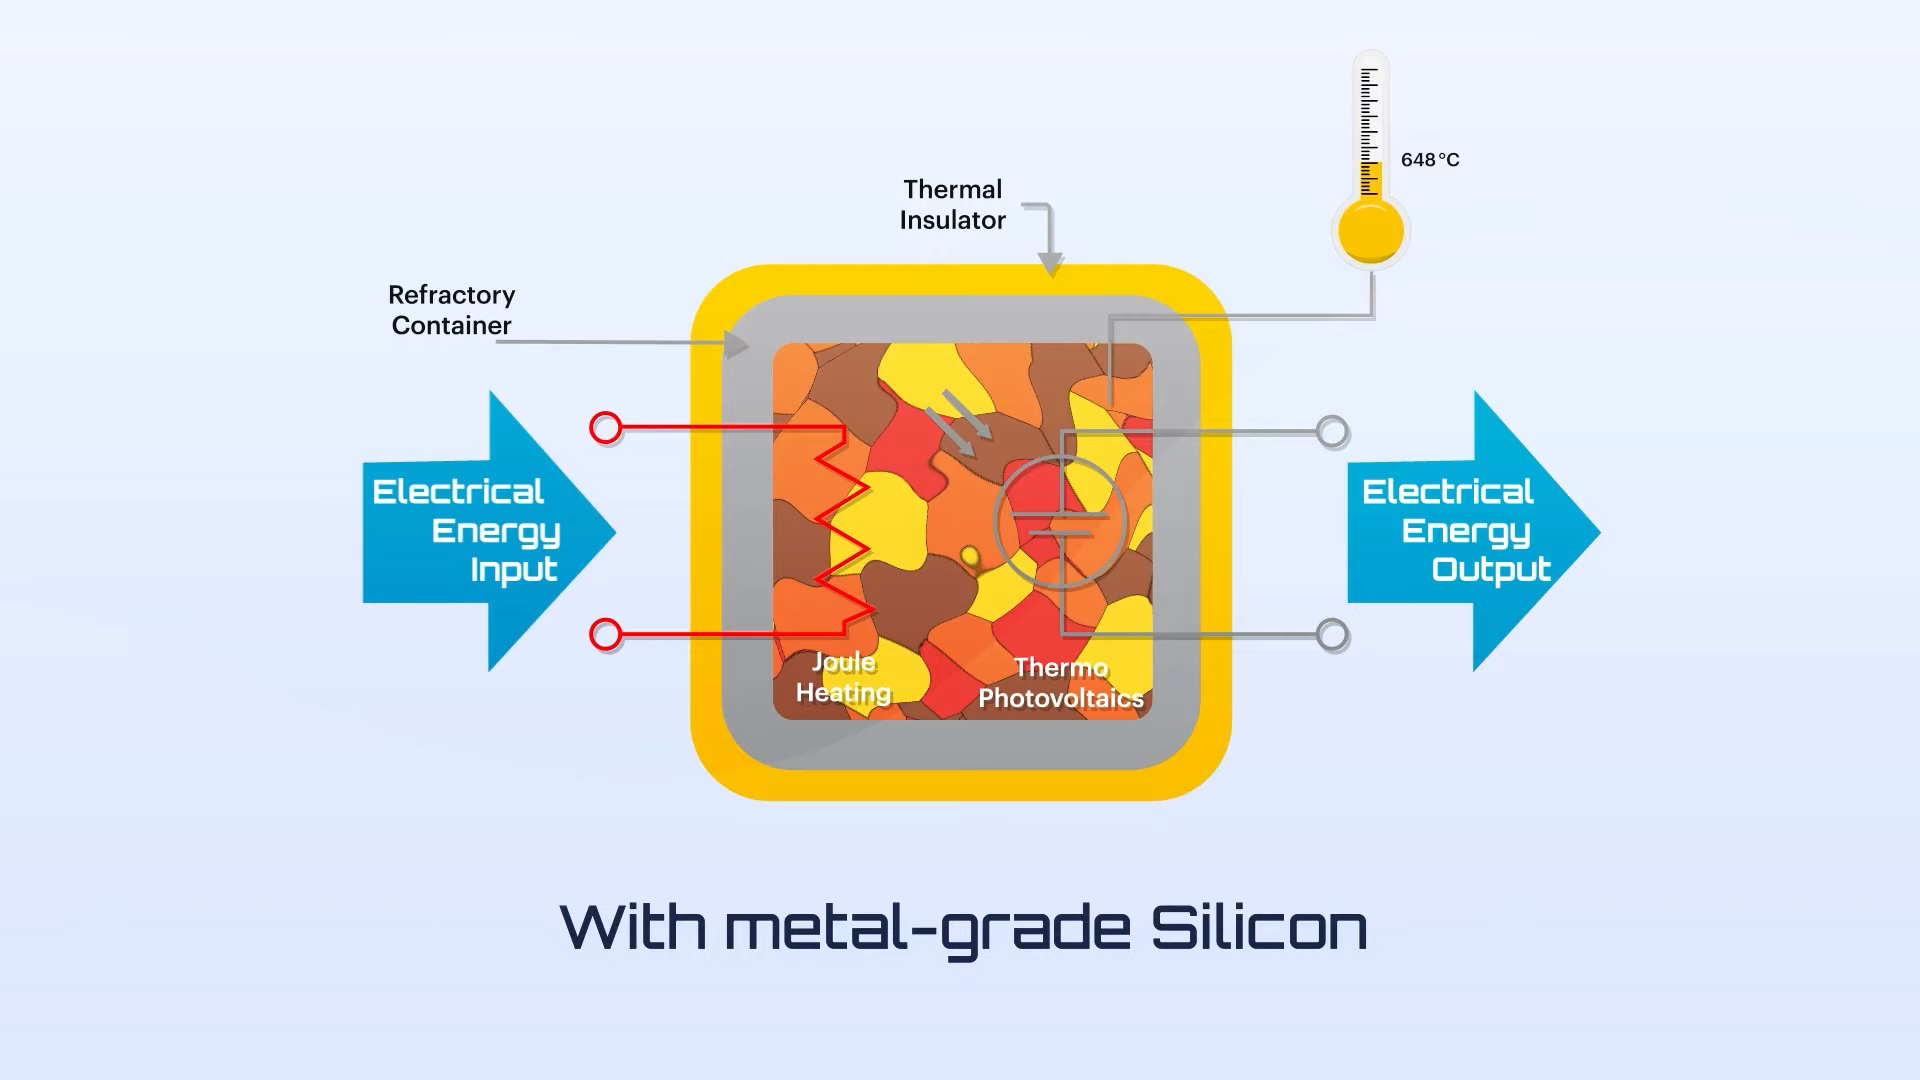 648°C
Thermal
Insulator
Refractory
Container
Electrical
Energy
Input
Electrical
Energy
Output
Joule
Heating
Thermo
Photovoltaics
With metal-grade Silicon